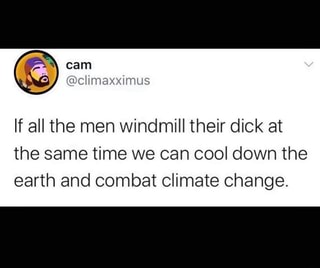 cam
@climaxximus
If all the men windmill their dick at
the same time we can cool down the
earth and combat climate change.